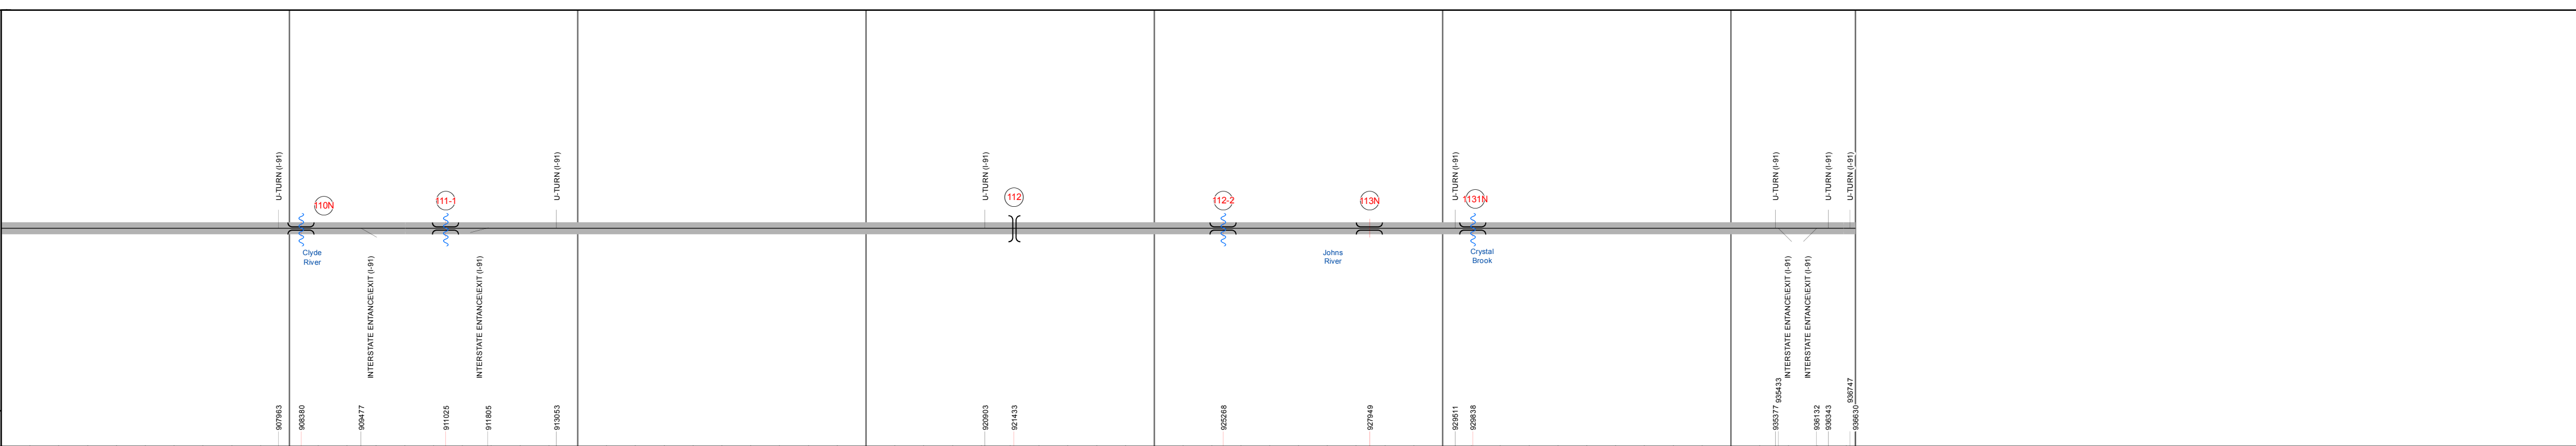 U-TURN (I-91)
U-TURN (I-91)
U-TURN (I-91)
U-TURN (I-91)
U-TURN (I-91)
U-TURN (I-91)
U-TURN (I-91)
110N
111-1
112
112-2
113N
1131N
Clyde
River
Johns
River
Crystal
Brook
INTERSTATE ENTANCE\EXIT (I-91)
INTERSTATE ENTANCE\EXIT (I-91)
INTERSTATE ENTANCE\EXIT (I-91)
INTERSTATE ENTANCE\EXIT (I-91)
907963
908380
909477
911025
911805
913053
920903
921433
925268
927949
929511
929838
935377
935433
936132
936343
936747
936630